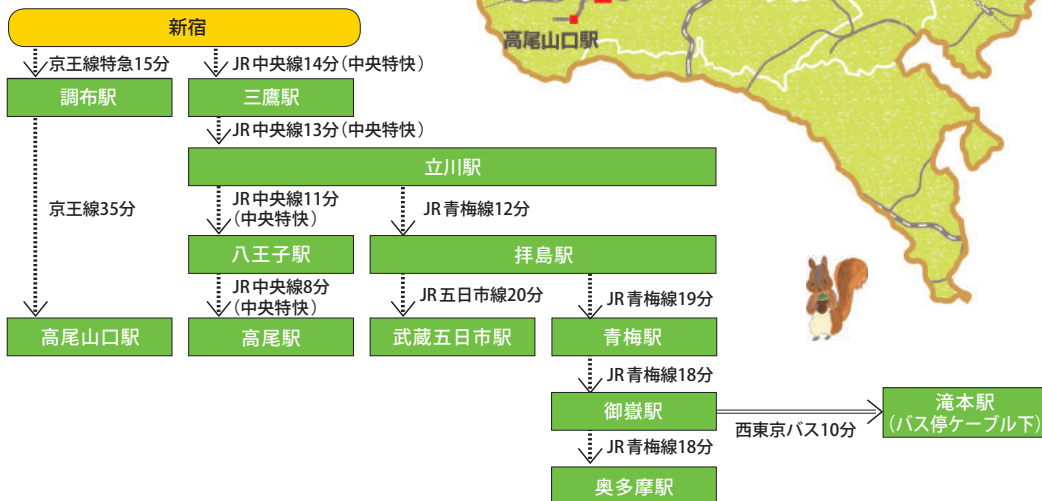 高尾山口駅
新宿
京王線特急15分
JR中央線14分(中央特快)
調布駅
三鷹駅
JR中央線13分(中央特快)
立川駅
京王線35分
JR中央線11分
(中央特快)
JR青梅線12分
八王子駅
拝島駅
JR中央線8分
(中央特快)
JR五日市線20分
JR青梅線19分
高尾山口駅
高尾駅
武蔵五日市駅
青梅駅
JR青梅線18分
御嶽駅
西東京バス10分
滝本駅
(バス停ケーブル下)
JR青梅線18分
奥多摩駅